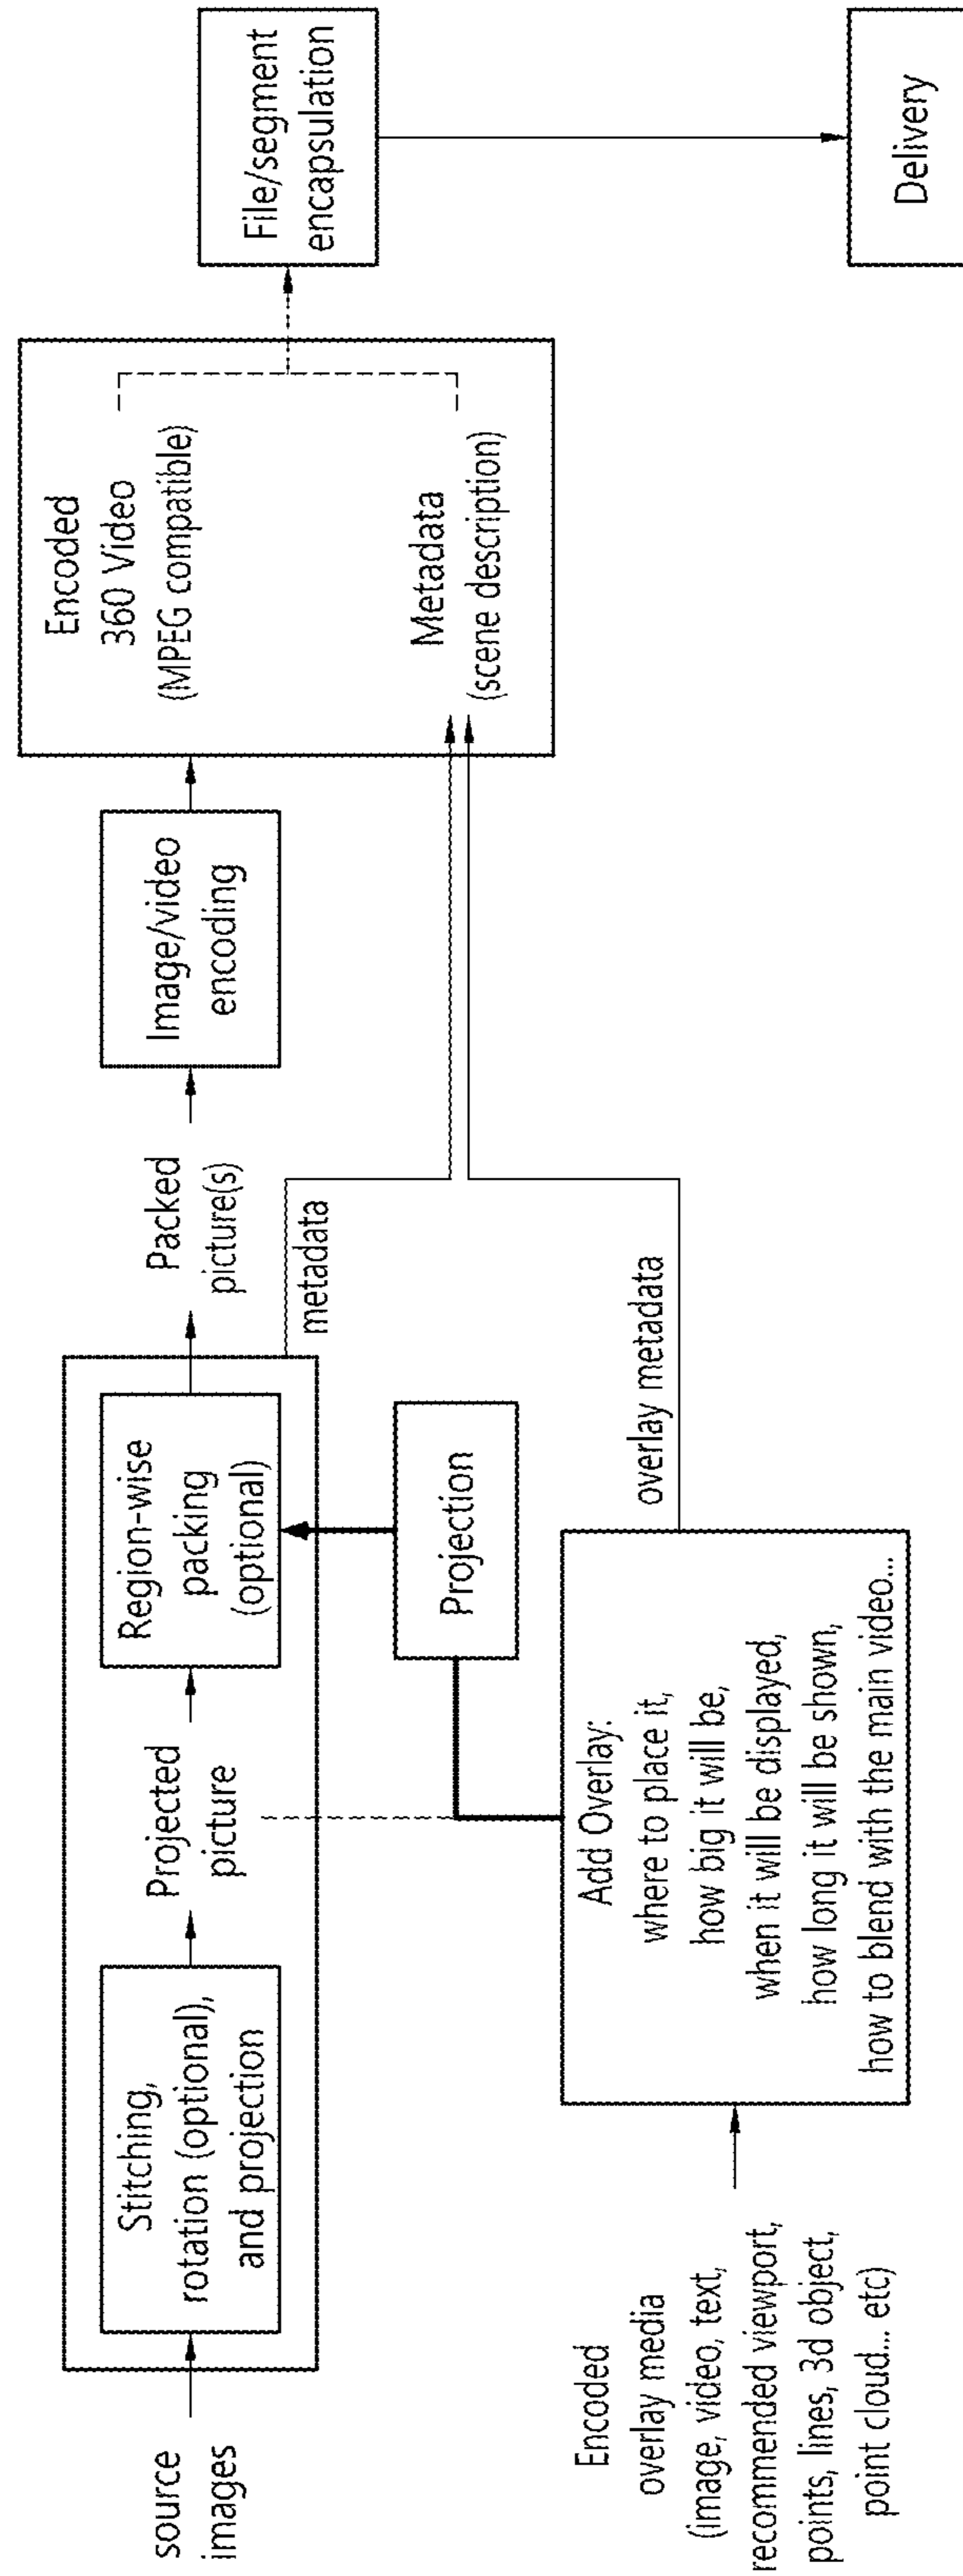 source
images
Stitching,
rotation (optional),
and projection
Projected
picture
Region-wise
packing
(optional)
Packed
picture(s)
Image/video
encoding
Encoded
360 Video
(MPEG compatible)
Metadata
(scene description)
File/segment
encapsulation
Delivery
metadata
Projection
overlay metadata
Encoded
overlay media
(image, video, text,
recommended viewport,
points, lines, 3d object,
point cloud... etc)
Add Overlay:
where to place it,
how big it will be,
when it will be displayed,
how long it will be shown,
how to blend with the main video...